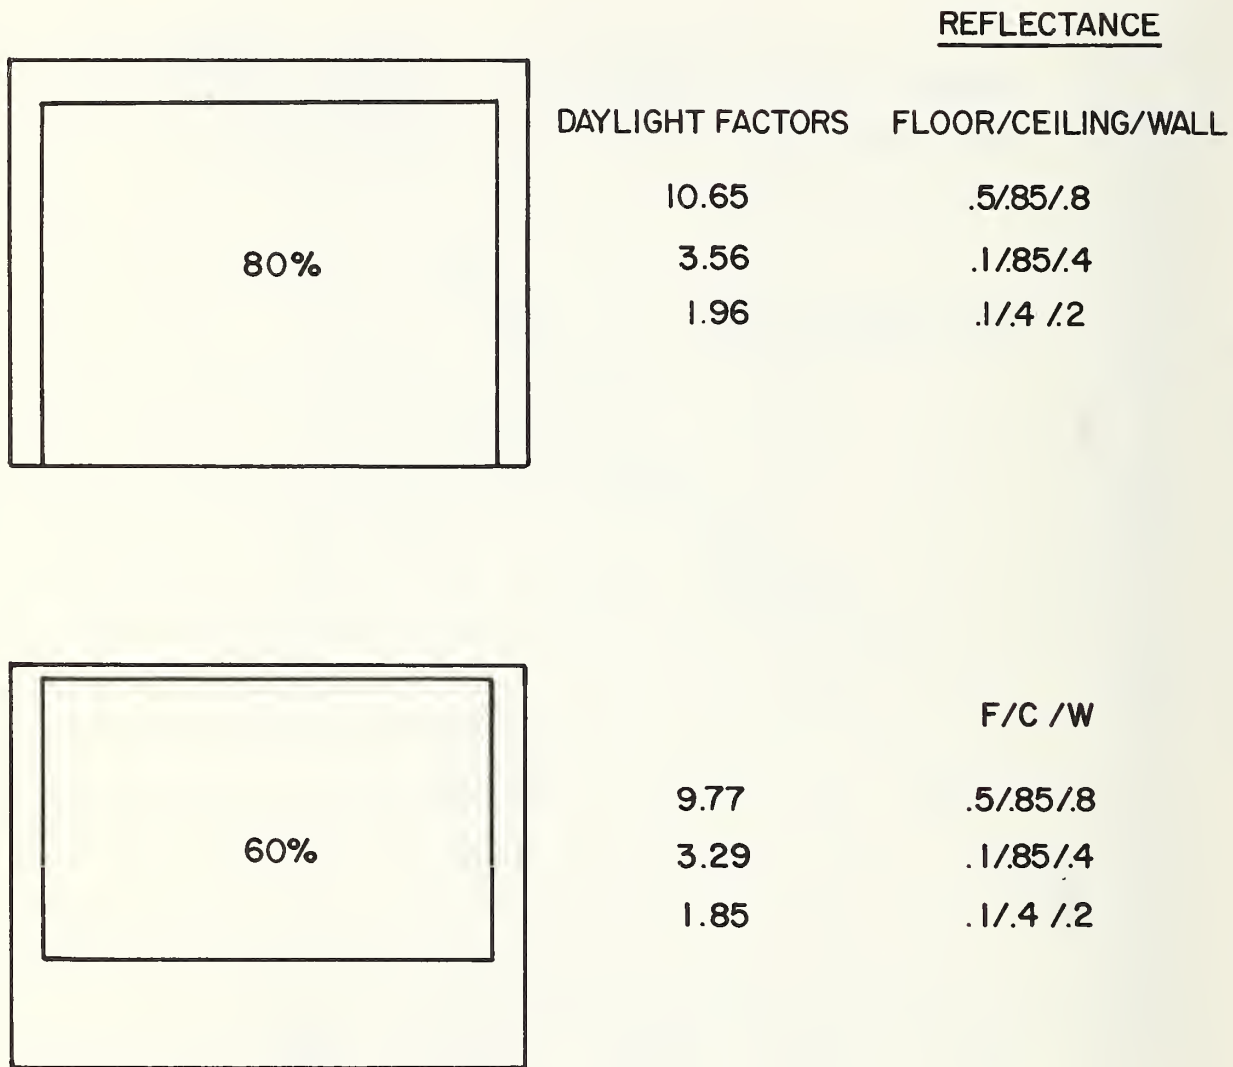 REFLECTANCE
DAYLIGHT FACTORS FLOOR/CEILING/WALL
10.65 .5/.85/.8
80%
3.56 .1/.85/.4
1.96 .1/.4 /.2
F/C /W
9.77 .5/.85/.8
60%
3.29 .1/.85/.4
1.85 .1/.4 /.2